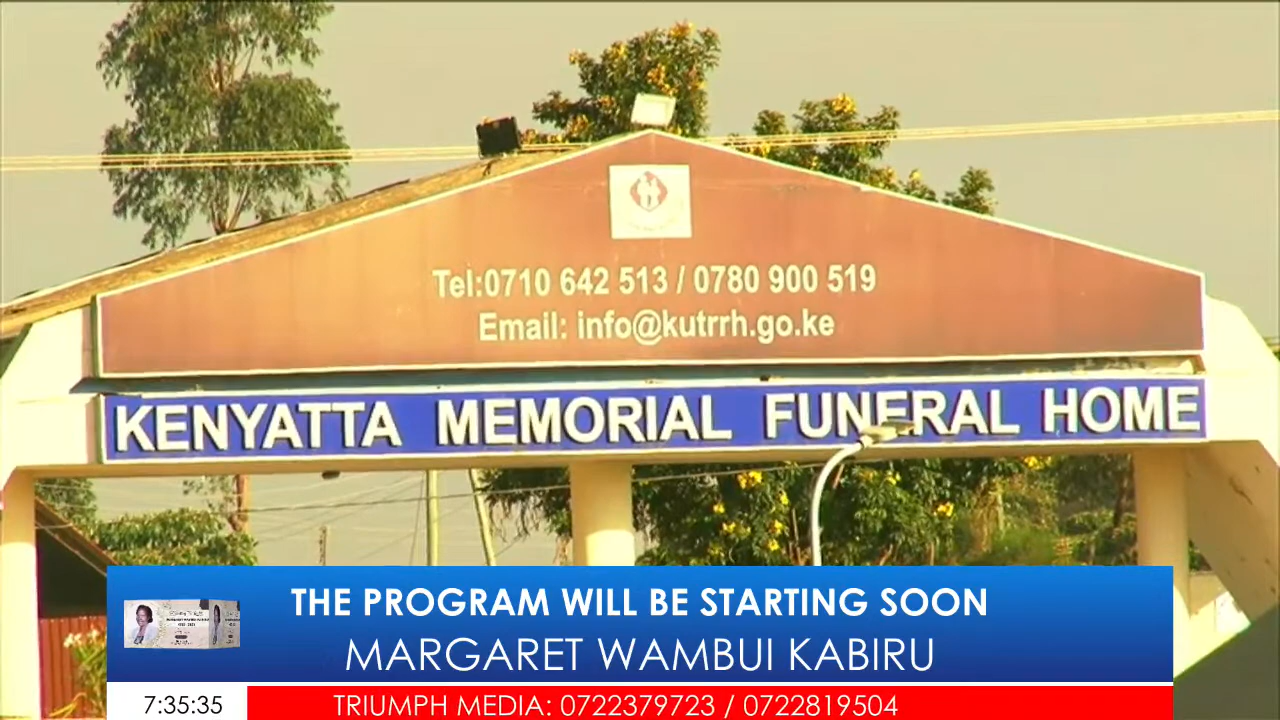 Tel:0710 642 513 / 0780 900 519
Email: info@kutrrh.go.ke
KENYATTA MEMORIAL FUNERAL HOME
THE PROGRAM WILL BE STARTING SOON
MARGARET WAMBUI KABIRU
7:35:35
TRIUMPH MEDIA: 0722379723 / 0722819504